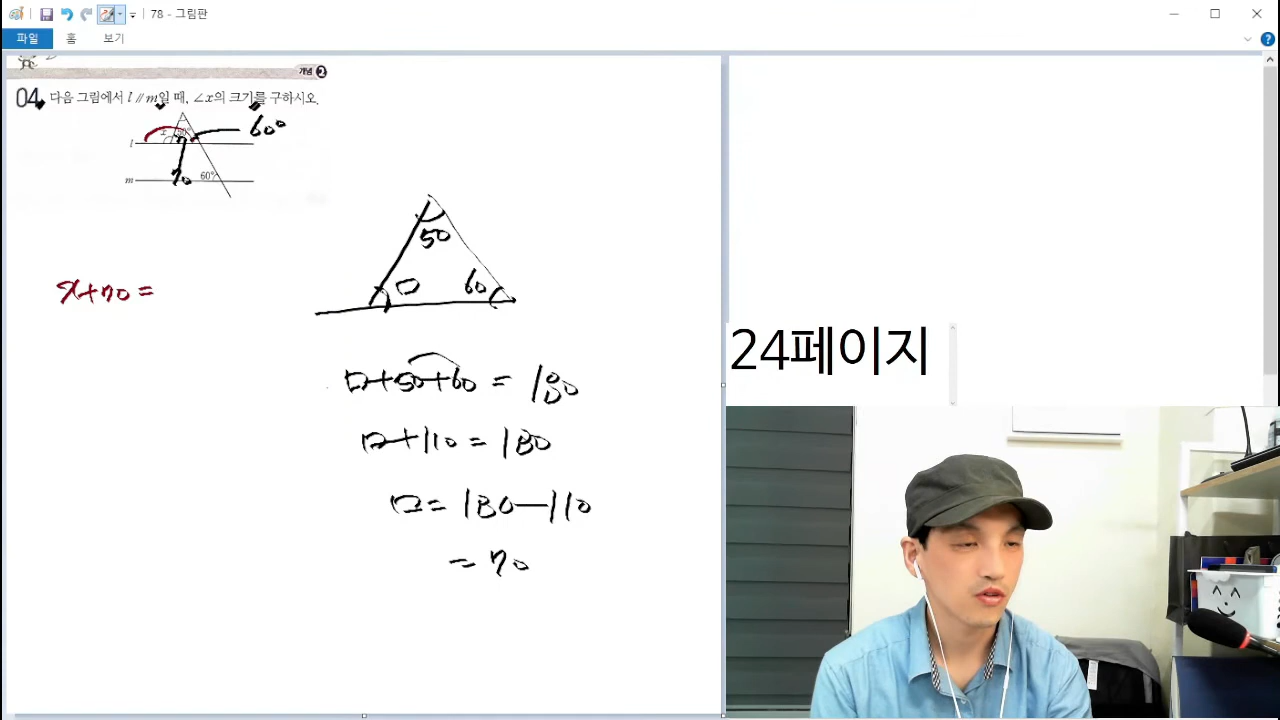 78 - 그림판
파일 홈 보기
개념 2
04. 다음 그림에서 l // m일 때, ∠x의 크기를 구하시오.
x 50° 60°
l
70
m 60°
50
□ 60
x+70=
□+50+60 = 180
□+110 = 180
□= 180-110
= 70
24페이지